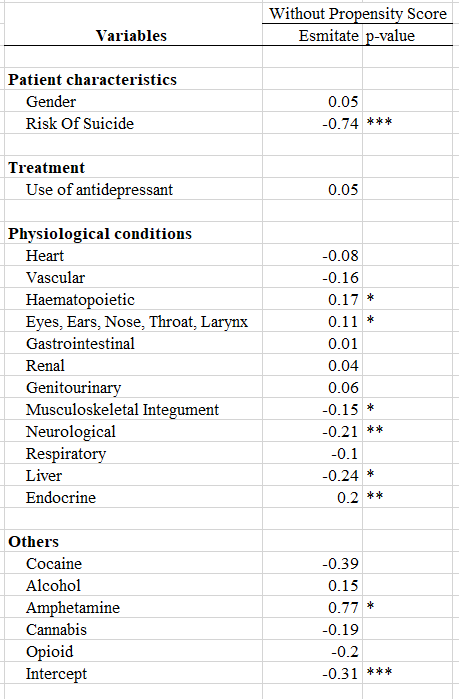 Without Propensity Score
Variables Esmitate p-value
Patient characteristics
Gender 0.05
Risk Of Suicide -0.74 ***
Treatment
Use of antidepressant 0.05
Physiological conditions
Heart -0.08
Vascular -0.16
Haematopoietic 0.17 *
Eyes, Ears, Nose, Throat, Larynx 0.11 *
Gastrointestinal 0.01
Renal 0.04
Genitourinary 0.06
Musculoskeletal Integument -0.15 *
Neurological -0.21 **
Respiratory -0.1
Liver -0.24 *
Endocrine 0.2 **
Others
Cocaine -0.39
Alcohol 0.15
Amphetamine 0.77 *
Cannabis -0.19
Opioid -0.2
Intercept -0.31 ***